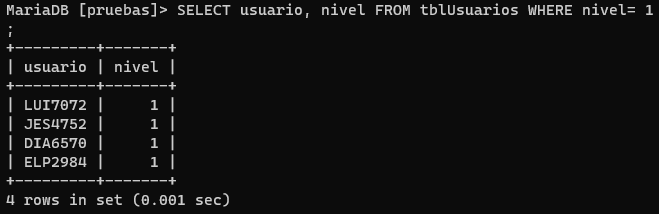 MariaDB [pruebas]> SELECT usuario, nivel FROM tblUsuarios WHERE nivel= 1
;
+---------+-------+
| usuario | nivel |
+---------+-------+
| LUI7072 |     1 |
| JES4752 |     1 |
| DIA6570 |     1 |
| ELP2984 |     1 |
+---------+-------+
4 rows in set (0.001 sec)